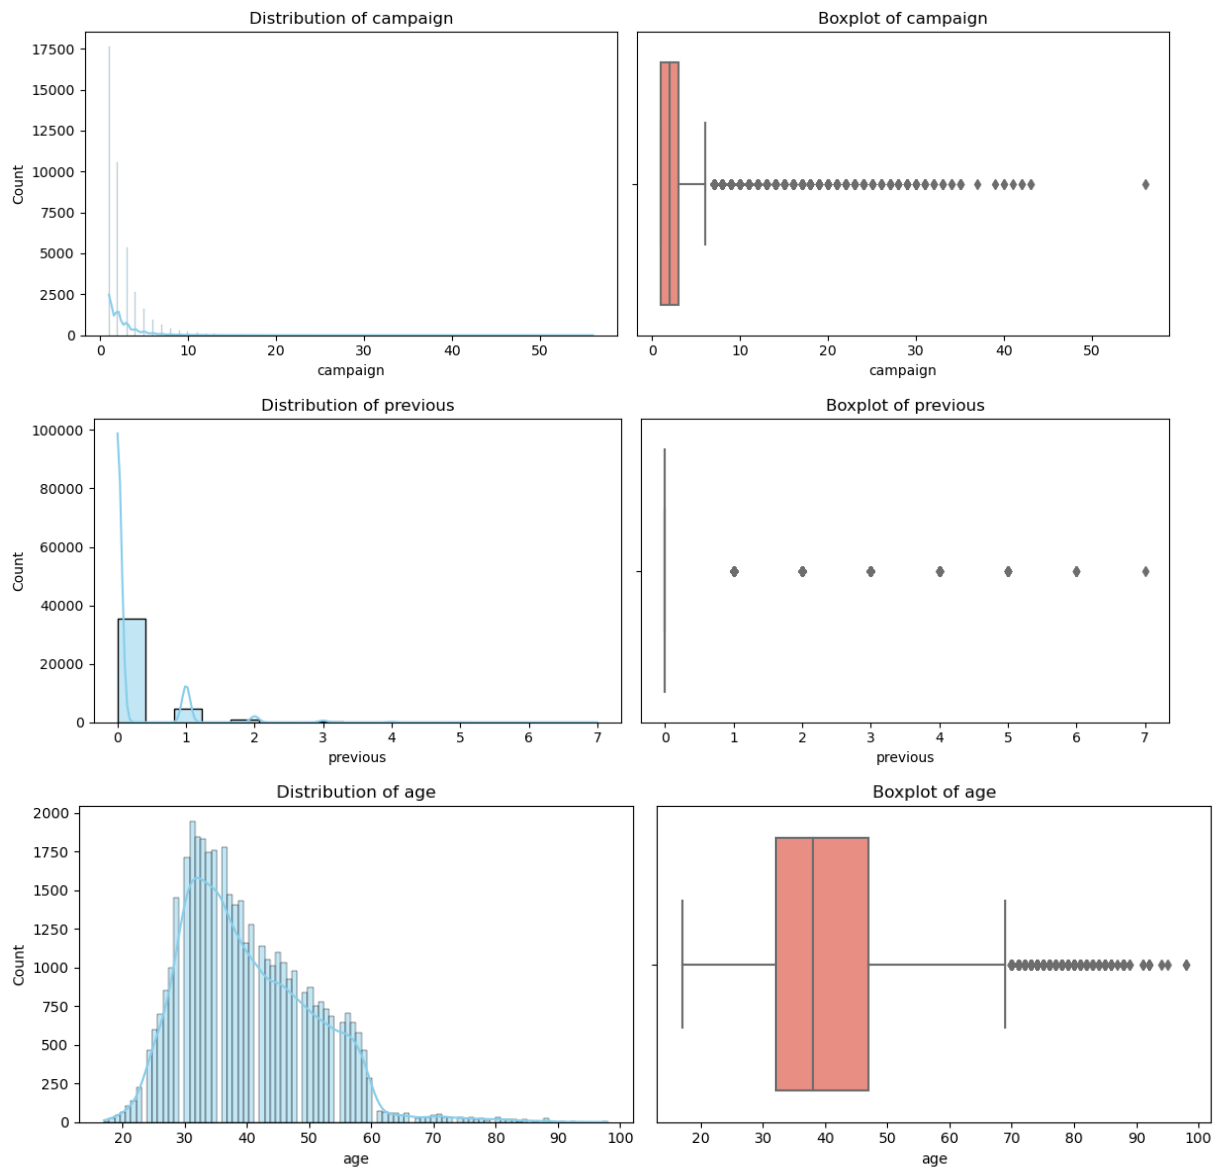 Distribution of campaign
17500
15000
12500
10000
7500
5000
2500
0
Count
0 10 20 30 40 50
campaign
Boxplot of campaign
0 10 20 30 40 50
campaign
Distribution of previous
100000
80000
60000
40000
20000
0
Count
0 1 2 3 4 5 6 7
previous
Boxplot of previous
0 1 2 3 4 5 6 7
previous
Distribution of age
2000
1750
1500
1250
1000
750
500
250
0
Count
20 30 40 50 60 70 80 90 100
age
Boxplot of age
20 30 40 50 60 70 80 90 100
age